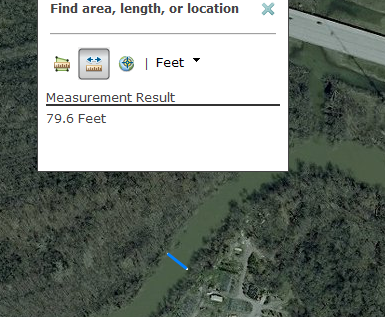 Find area, length, or location
| Feet
Measurement Result
79.6 Feet